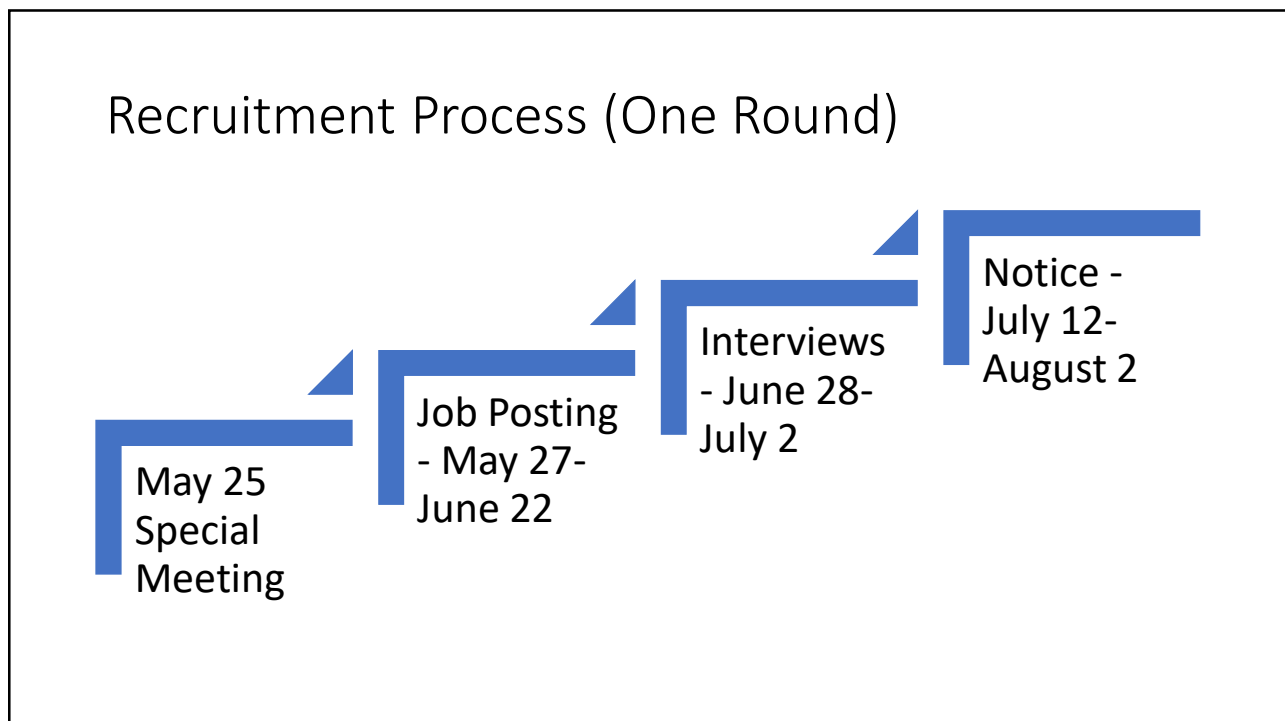 Recruitment Process (One Round)
May 25
Special
Meeting
Job Posting
- May 27-
June 22
Interviews
- June 28-
July 2
Notice -
July 12-
August 2